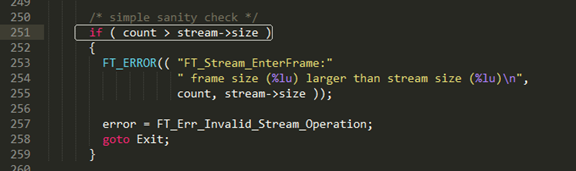 249
250 /* simple sanity check */
251 if ( count > stream->size )
252 {
253 FT_ERROR(( "FT_Stream_EnterFrame:"
254 " frame size (%lu) larger than stream size (%lu)\n",
255 count, stream->size ));
256
257 error = FT_Err_Invalid_Stream_Operation;
258 goto Exit;
259 }
260